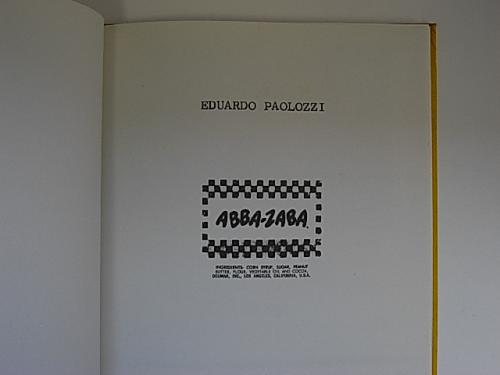 EDUARDO PAOLOZZI
ABBA-ZABA
INGREDIENTS: CORN SYRUP, SUGAR, PEANUT
BUTTER, FLOUR, VEGETABLE OIL AND COCOA,
COLUMBIA, INC., LOS ANGELES, CALIFORNIA, U.S.A.